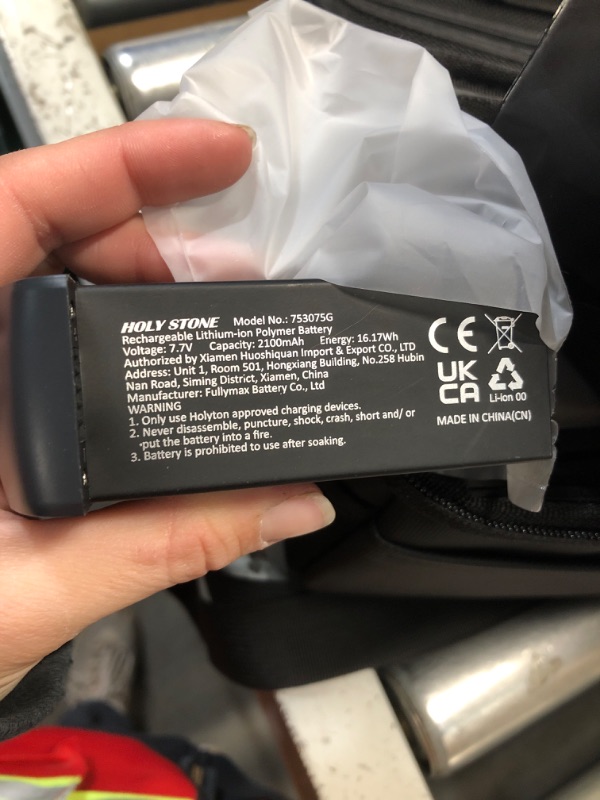 HOLY STONE Model No.: 753075G
Rechargeable Lithium-ion Polymer Battery
Voltage: 7.7V Capacity: 2100mAh Energy: 16.17Wh
Authorized by Xiamen Huoshiquan Import & Export CO., LTD
Address: Unit 1, Room 501, Hongxiang Building, No.258 Hubin
Nan Road, Siming District, Xiamen, China
Manufacturer: Fullymax Battery Co., Ltd
WARNING
1. Only use Holyton approved charging devices.
2. Never disassemble, puncture, shock, crash, short and/ or
put the battery into a fire.
3. Battery is prohibited to use after soaking.
CE
UK
CA
Li-ion 00
MADE IN CHINA(CN)